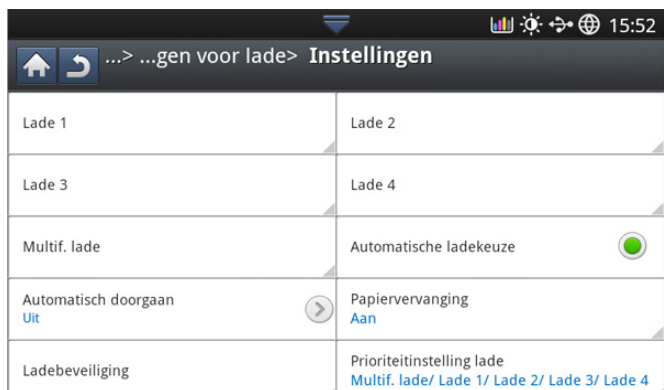 15:52
...> ...gen voor lade> Instellingen
Lade 1
Lade 2
Lade 3
Lade 4
Multif. lade
Automatische ladekeuze
Automatisch doorgaan
Uit
Papiervervanging
Aan
Ladebeveiliging
Prioriteitinstelling lade
Multif. lade/ Lade 1/ Lade 2/ Lade 3/ Lade 4